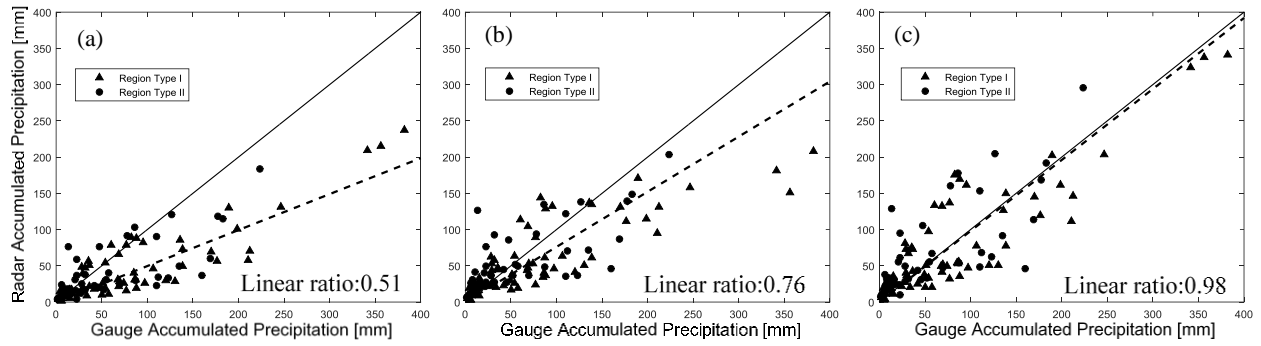 Radar Accumulated Precipitation [mm]
400
350
300
250
200
150
100
50
0
(a)
Region Type I
Region Type II
Linear ratio:0.51
0 50 100 150 200 250 300 350 400
Gauge Accumulated Precipitation [mm]
400
350
300
250
200
150
100
50
0
(b)
Region Type I
Region Type II
Linear ratio:0.76
0 50 100 150 200 250 300 350 400
Gauge Accumulated Precipitation [mm]
400
350
300
250
200
150
100
50
0
(c)
Region Type I
Region Type II
Linear ratio:0.98
0 50 100 150 200 250 300 350 400
Gauge Accumulated Precipitation [mm]